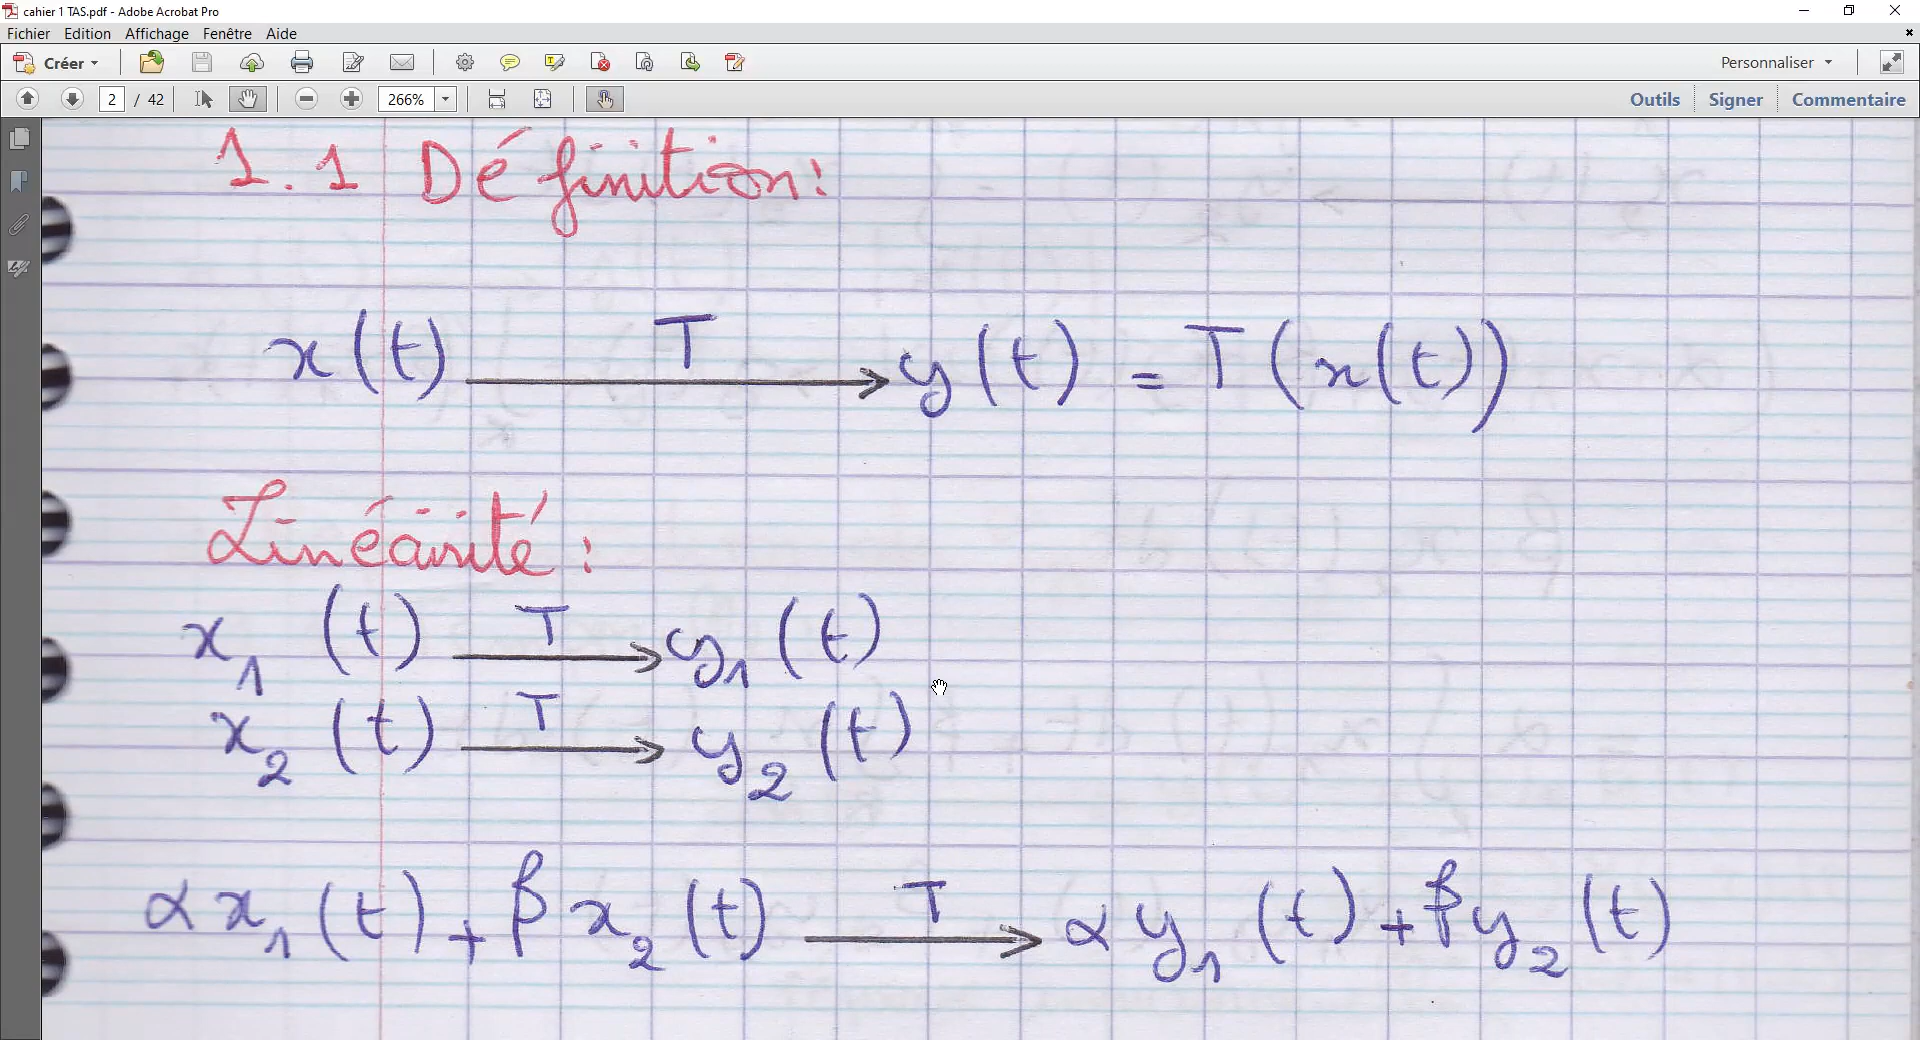 cahier 1 TAS.pdf - Adobe Acrobat Pro
Fichier Edition Affichage Fenêtre Aide
Créer Personnaliser
2 / 42 266% Outils Signer Commentaire
1.1 Définition:
x(t) T → y(t) = T(x(t))
Linéarité :
x₁(t) T → y₁(t)
x₂(t) T → y₂(t)
αx₁(t) + βx₂(t) T → αy₁(t) + βy₂(t)